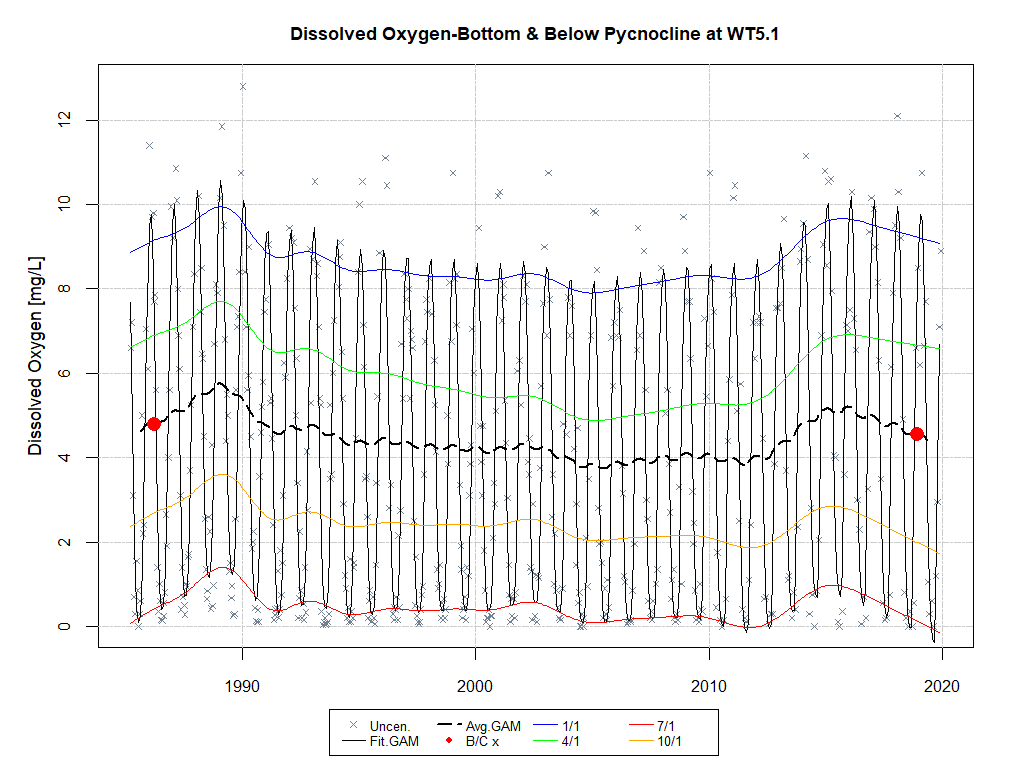 Dissolved Oxygen-Bottom & Below Pycnocline at WT5.1
Dissolved Oxygen [mg/L]
12
10
8
6
4
2
0
1990 2000 2010 2020
Uncen. Avg.GAM 1/1 7/1
Fit.GAM B/C x 4/1 10/1